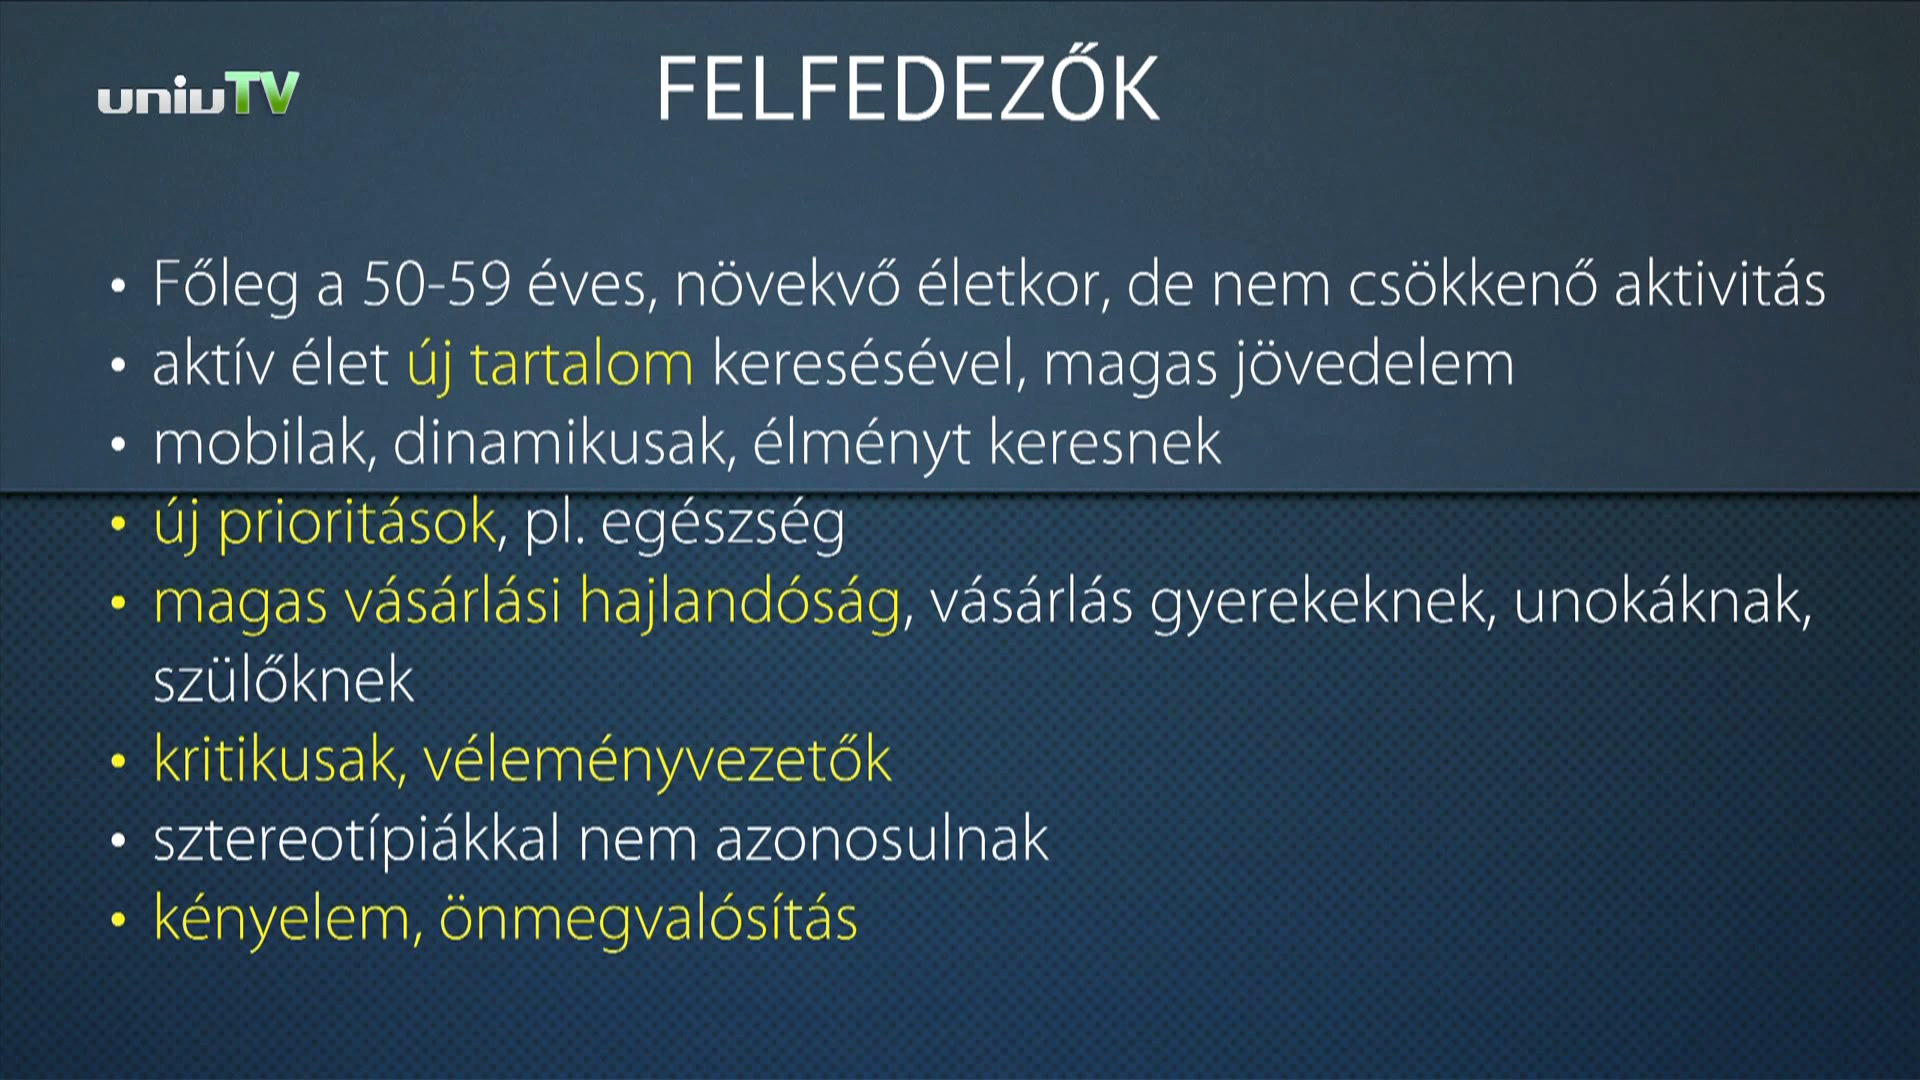 uniuTV
FELFEDEZŐK
• Főleg a 50-59 éves, növekvő életkor, de nem csökkenő aktivitás
• aktív élet új tartalom keresésével, magas jövedelem
• mobilak, dinamikusak, élményt keresnek
• új prioritások, pl. egészség
• magas vásárlási hajlandóság, vásárlás gyerekeknek, unokáknak,
szülőknek
• kritikusak, véleményvezetők
• sztereotípiákkal nem azonosulnak
• kényelem, önmegvalósítás